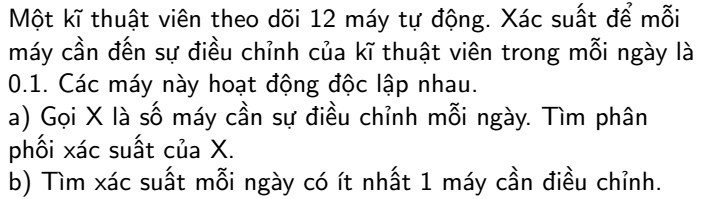 Một kĩ thuật viên theo dõi 12 máy tự động. Xác suất để mỗi
máy cần đến sự điều chỉnh của kĩ thuật viên trong mỗi ngày là
0.1. Các máy này hoạt động độc lập nhau.
a) Gọi X là số máy cần sự điều chỉnh mỗi ngày. Tìm phân
phối xác suất của X.
b) Tìm xác suất mỗi ngày có ít nhất 1 máy cần điều chỉnh.